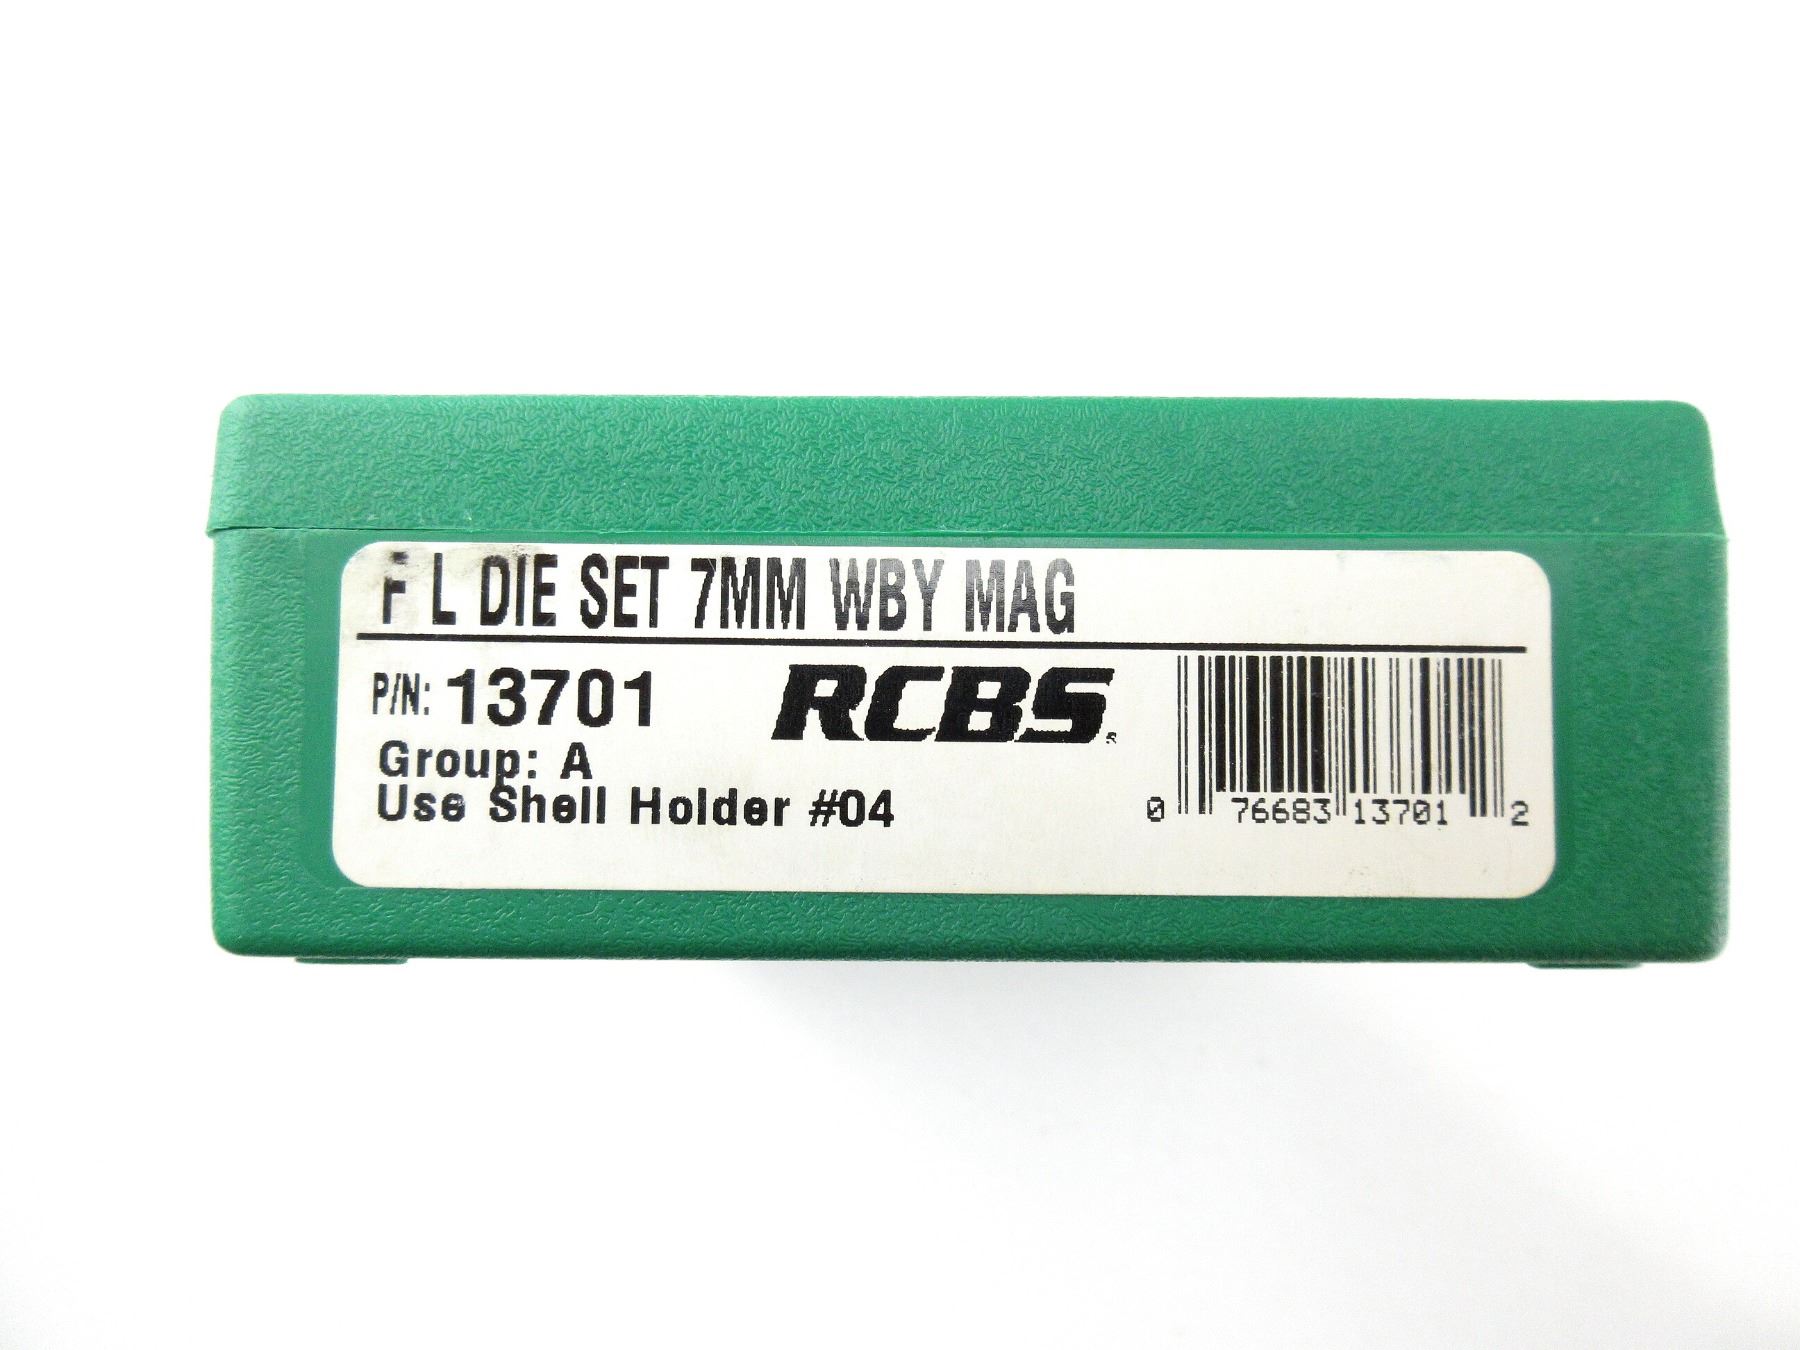 F L DIE SET 7MM WBY MAG
P/N: 13701
RCBS
Group: A
Use Shell Holder #04
0 76683 13701 2